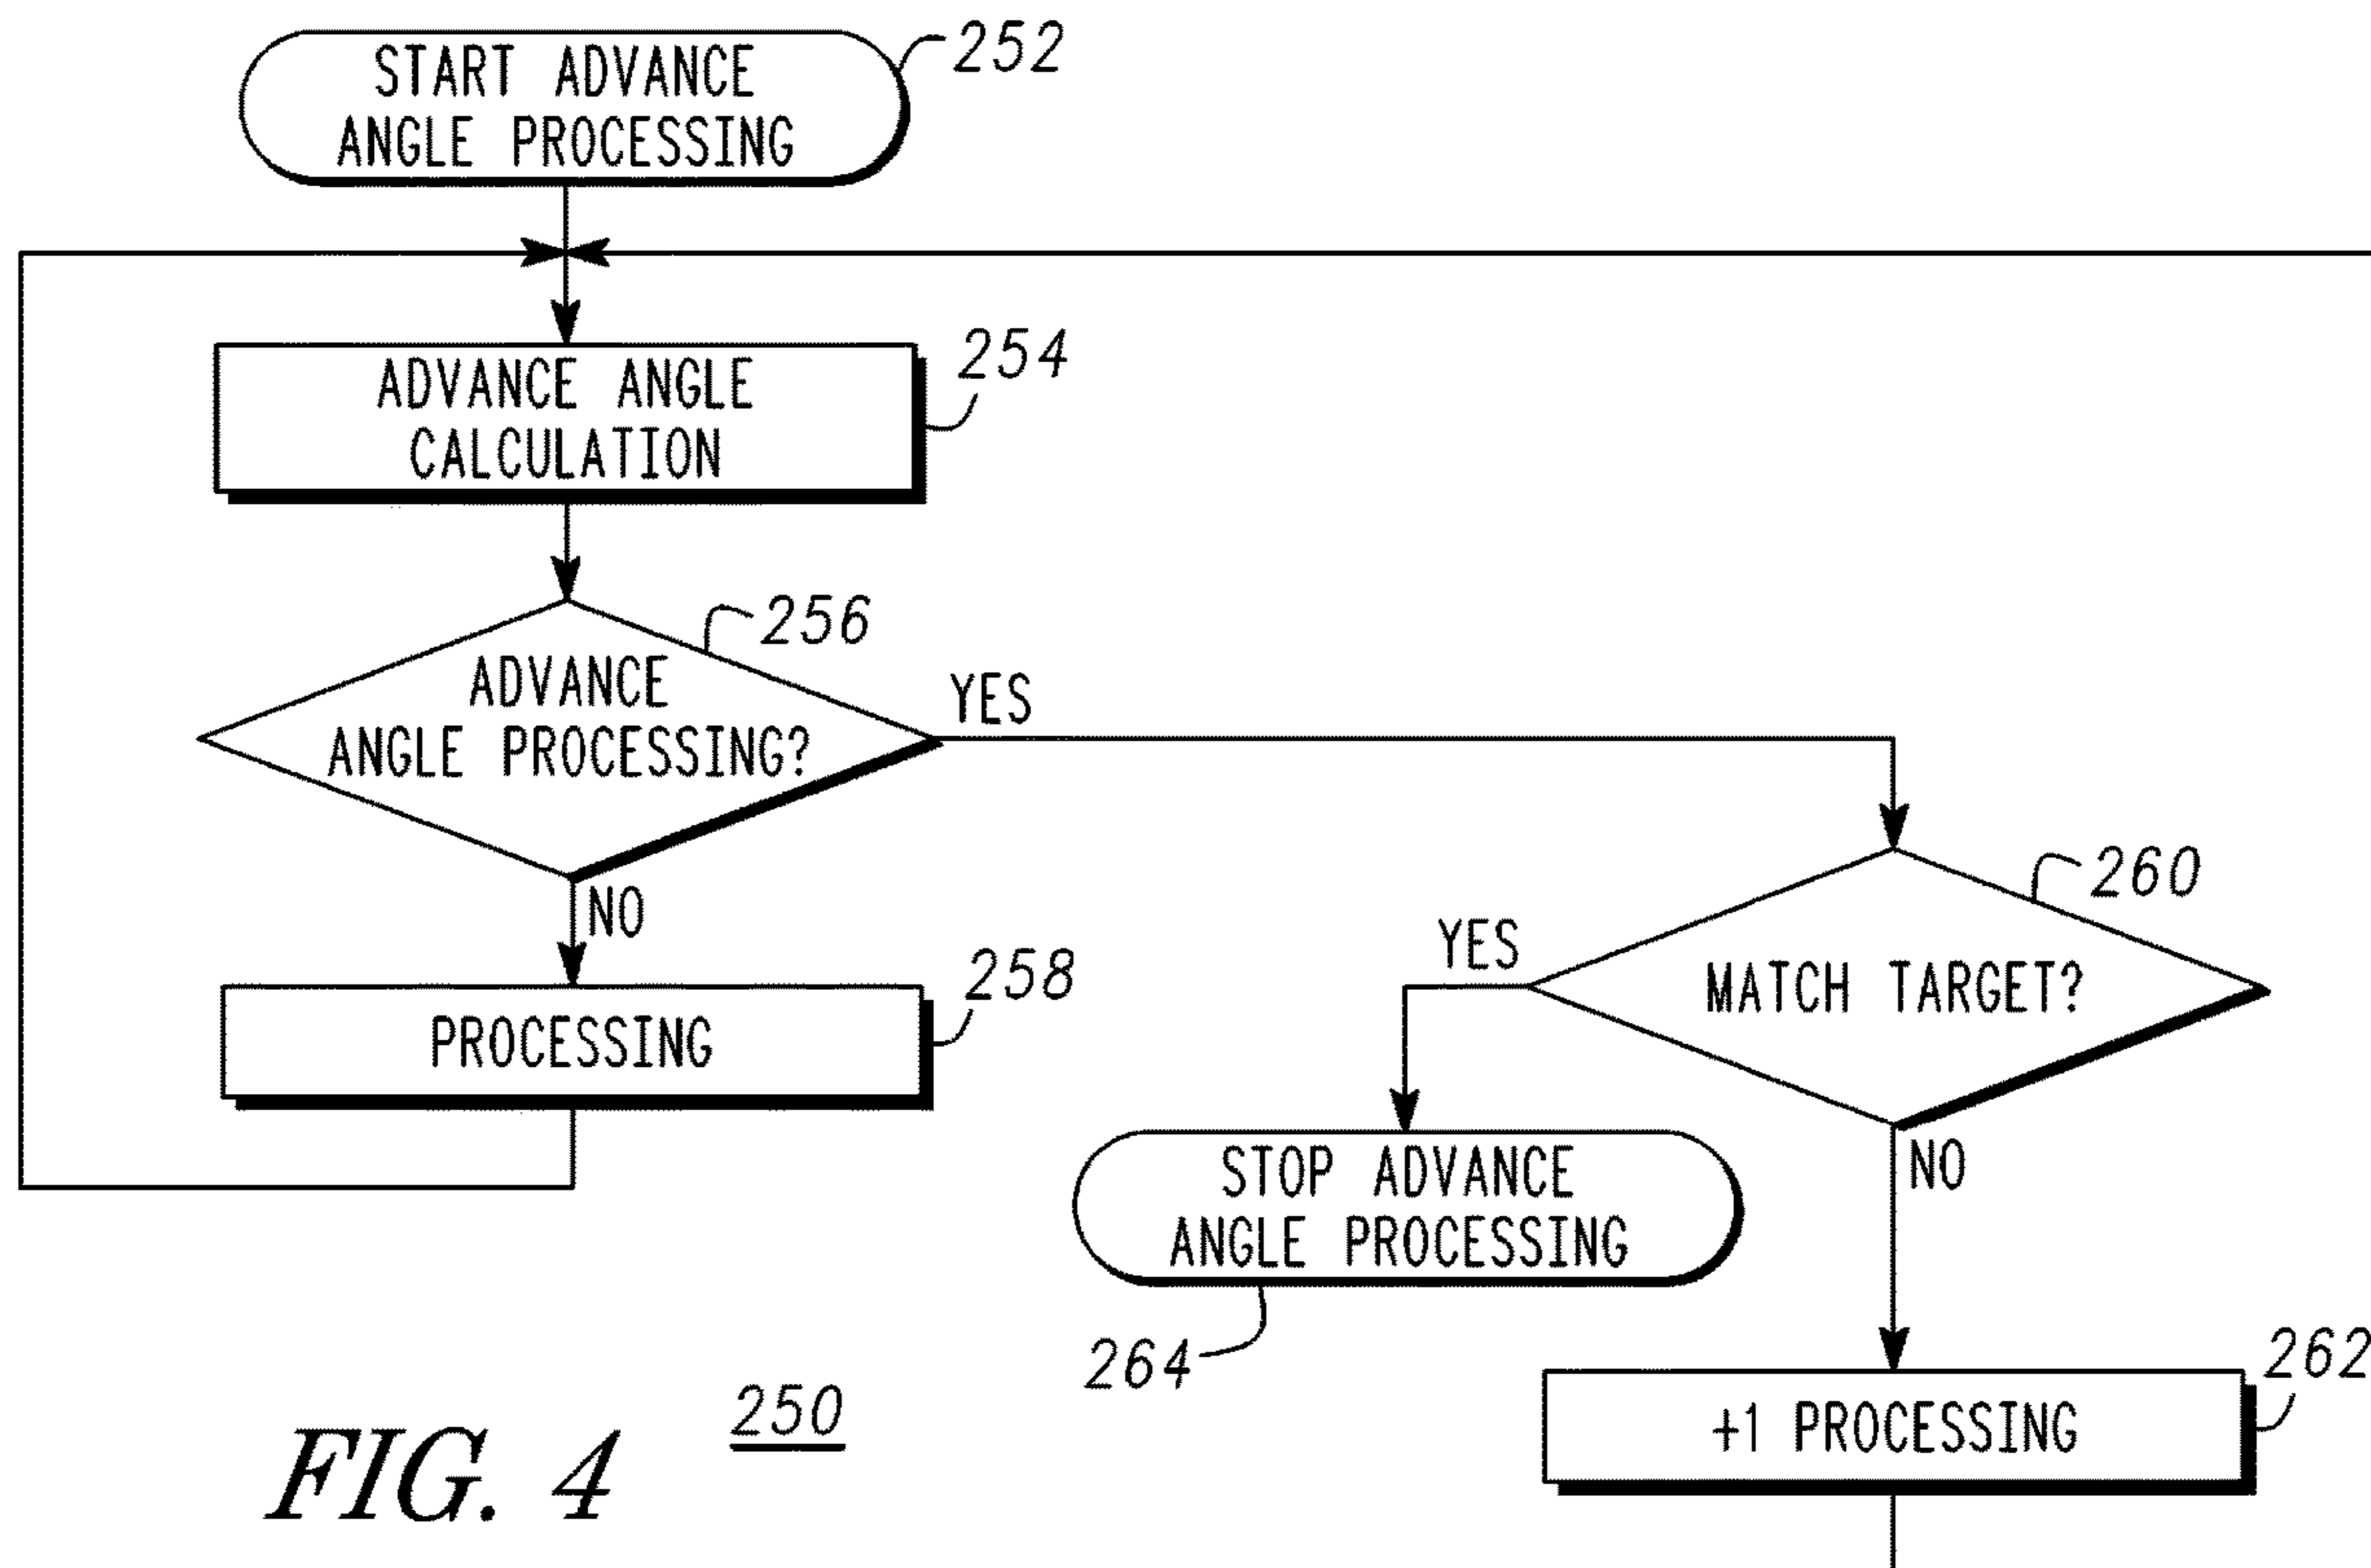 START ADVANCE
ANGLE PROCESSING
252
ADVANCE ANGLE
CALCULATION
254
256
ADVANCE
ANGLE PROCESSING?
YES
NO
PROCESSING
258
260
YES
MATCH TARGET?
NO
STOP ADVANCE
ANGLE PROCESSING
264
262
+1 PROCESSING
FIG. 4
250